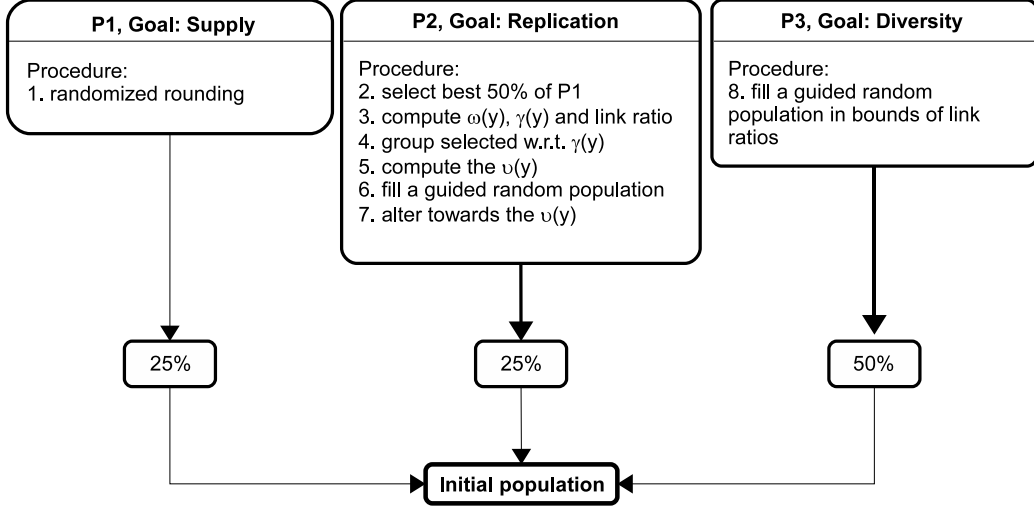 P1, Goal: Supply
Procedure:
1. randomized rounding
P2, Goal: Replication
Procedure:
2. select best 50% of P1
3. compute ω(y), γ(y) and link ratio
4. group selected w.r.t. γ(y)
5. compute the υ(y)
6. fill a guided random population
7. alter towards the υ(y)
P3, Goal: Diversity
Procedure:
8. fill a guided random
population in bounds of link
ratios
25%
25%
50%
Initial population